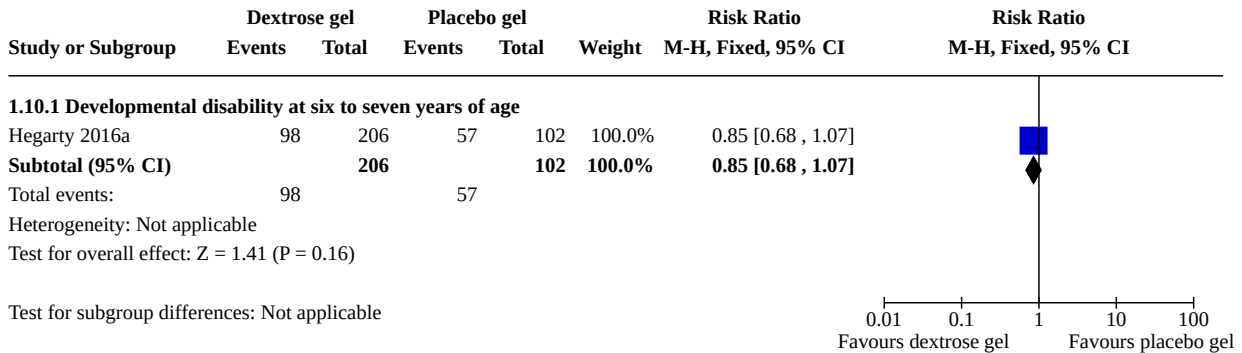 Dextrose gel Placebo gel Risk Ratio Risk Ratio
Study or Subgroup Events Total Events Total Weight M-H, Fixed, 95% CI M-H, Fixed, 95% CI
1.10.1 Developmental disability at six to seven years of age
Hegarty 2016a 98 206 57 102 100.0% 0.85 [0.68 , 1.07]
Subtotal (95% CI) 206 102 100.0% 0.85 [0.68 , 1.07]
Total events: 98 57
Heterogeneity: Not applicable
Test for overall effect: Z = 1.41 (P = 0.16)
Test for subgroup differences: Not applicable
0.01 0.1 1 10 100
Favours dextrose gel Favours placebo gel